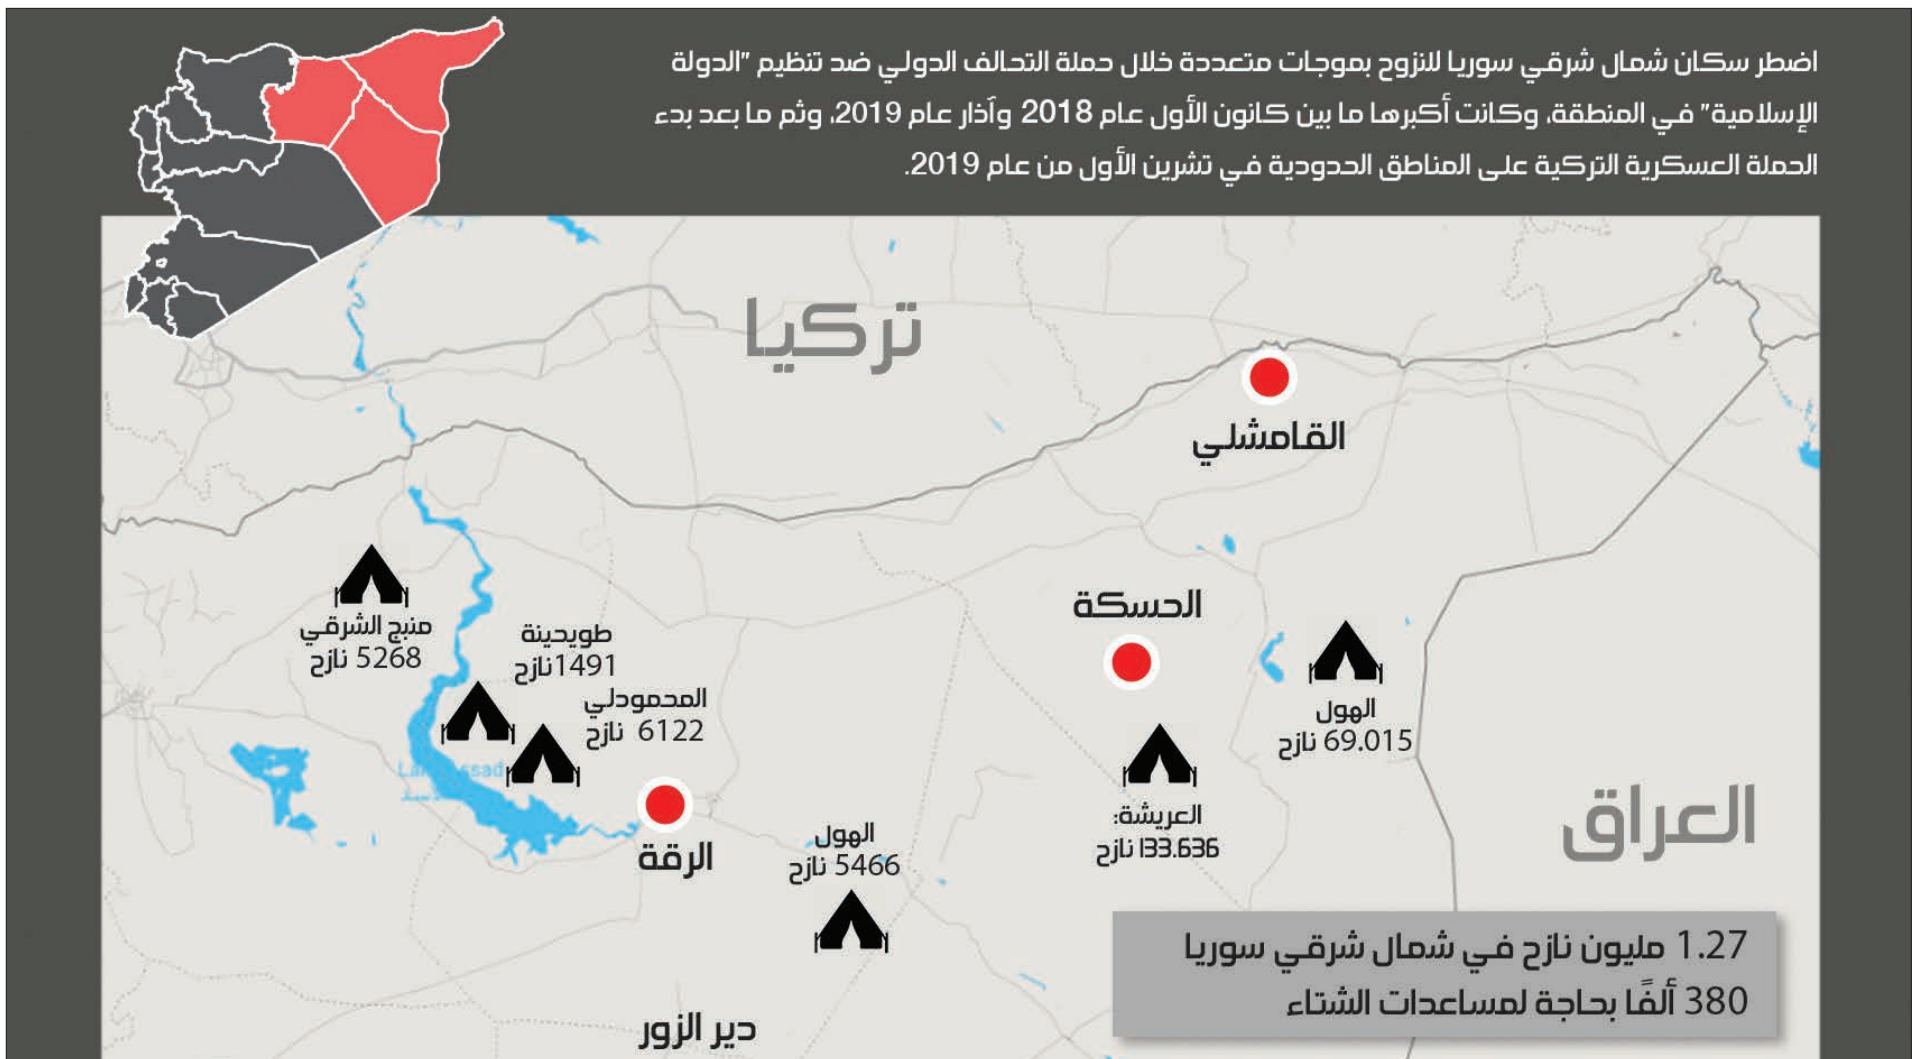 اضطر سكان شمال شرقي سوريا للنزوح بموجات متعددة خلال حملة التحالف الدولي ضد تنظيم "الدولة
الإسلامية" في المنطقة، وكانت أكبرها ما بين كانون الأول عام 2018 وآذار عام 2019، وثم ما بعد بدء
الحملة العسكرية التركية على المناطق الحدودية في تشرين الأول من عام 2019.
تركيا
القامشلي
منبج الشرقي
5268 نازح
طويحينة
1491نازح
المحمودلي
6122 نازح
الحسكة
الهول
69.015 نازح
العريشة:
133.636 نازح
الرقة
الهول
5466 نازح
العراق
دير الزور
1.27 مليون نازح في شمال شرقي سوريا
380 ألفًا بحاجة لمساعدات الشتاء